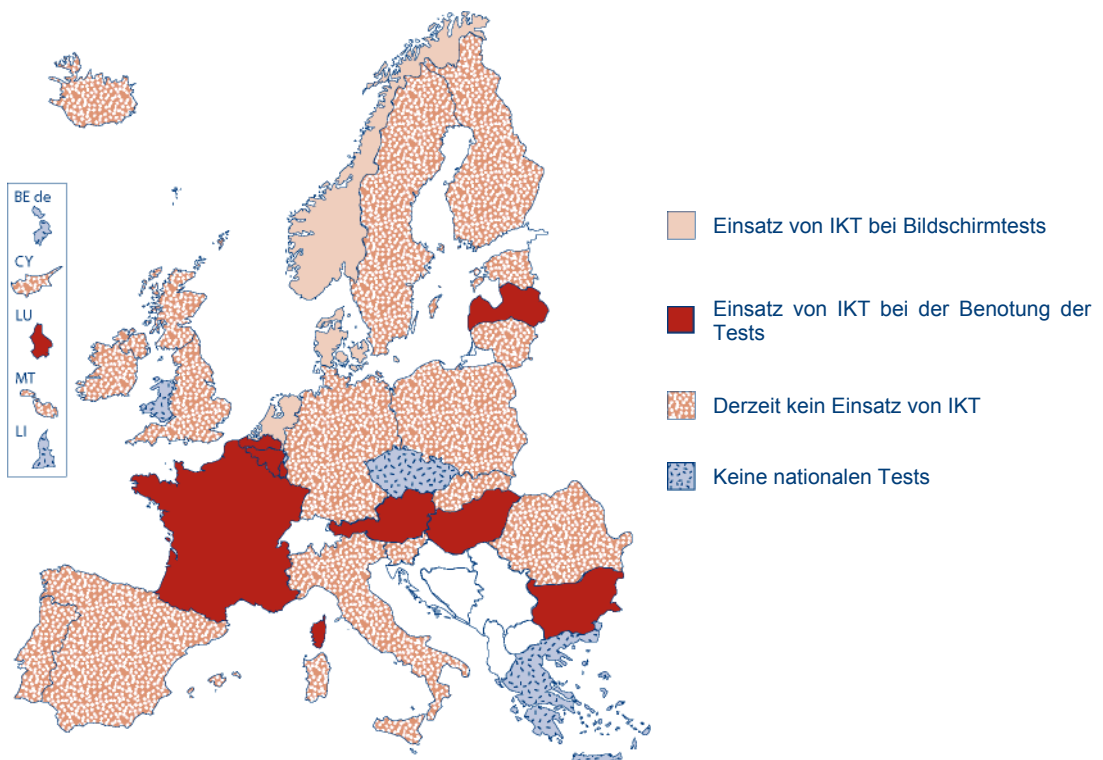 BE de
CY
LU
MT
LI
Einsatz von IKT bei Bildschirmtests
Einsatz von IKT bei der Benotung der
Tests
Derzeit kein Einsatz von IKT
Keine nationalen Tests